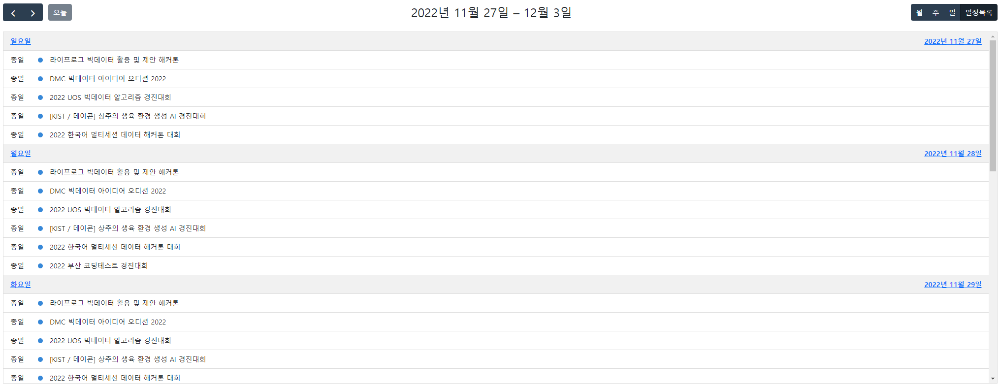 오늘
2022년 11월 27일 – 12월 3일
월 주 일 일정목록
일요일 2022년 11월 27일
종일 라이프로그 빅데이터 활용 및 제안 해커톤
종일 DMC 빅데이터 아이디어 오디션 2022
종일 2022 UOS 빅데이터 알고리즘 경진대회
종일 [KIST / 데이콘] 상추의 생육 환경 생성 AI 경진대회
종일 2022 한국어 멀티세션 데이터 해커톤 대회
월요일 2022년 11월 28일
종일 라이프로그 빅데이터 활용 및 제안 해커톤
종일 DMC 빅데이터 아이디어 오디션 2022
종일 2022 UOS 빅데이터 알고리즘 경진대회
종일 [KIST / 데이콘] 상추의 생육 환경 생성 AI 경진대회
종일 2022 한국어 멀티세션 데이터 해커톤 대회
종일 2022 부산 코딩테스트 경진대회
화요일 2022년 11월 29일
종일 라이프로그 빅데이터 활용 및 제안 해커톤
종일 DMC 빅데이터 아이디어 오디션 2022
종일 2022 UOS 빅데이터 알고리즘 경진대회
종일 [KIST / 데이콘] 상추의 생육 환경 생성 AI 경진대회
종일 2022 한국어 멀티세션 데이터 해커톤 대회